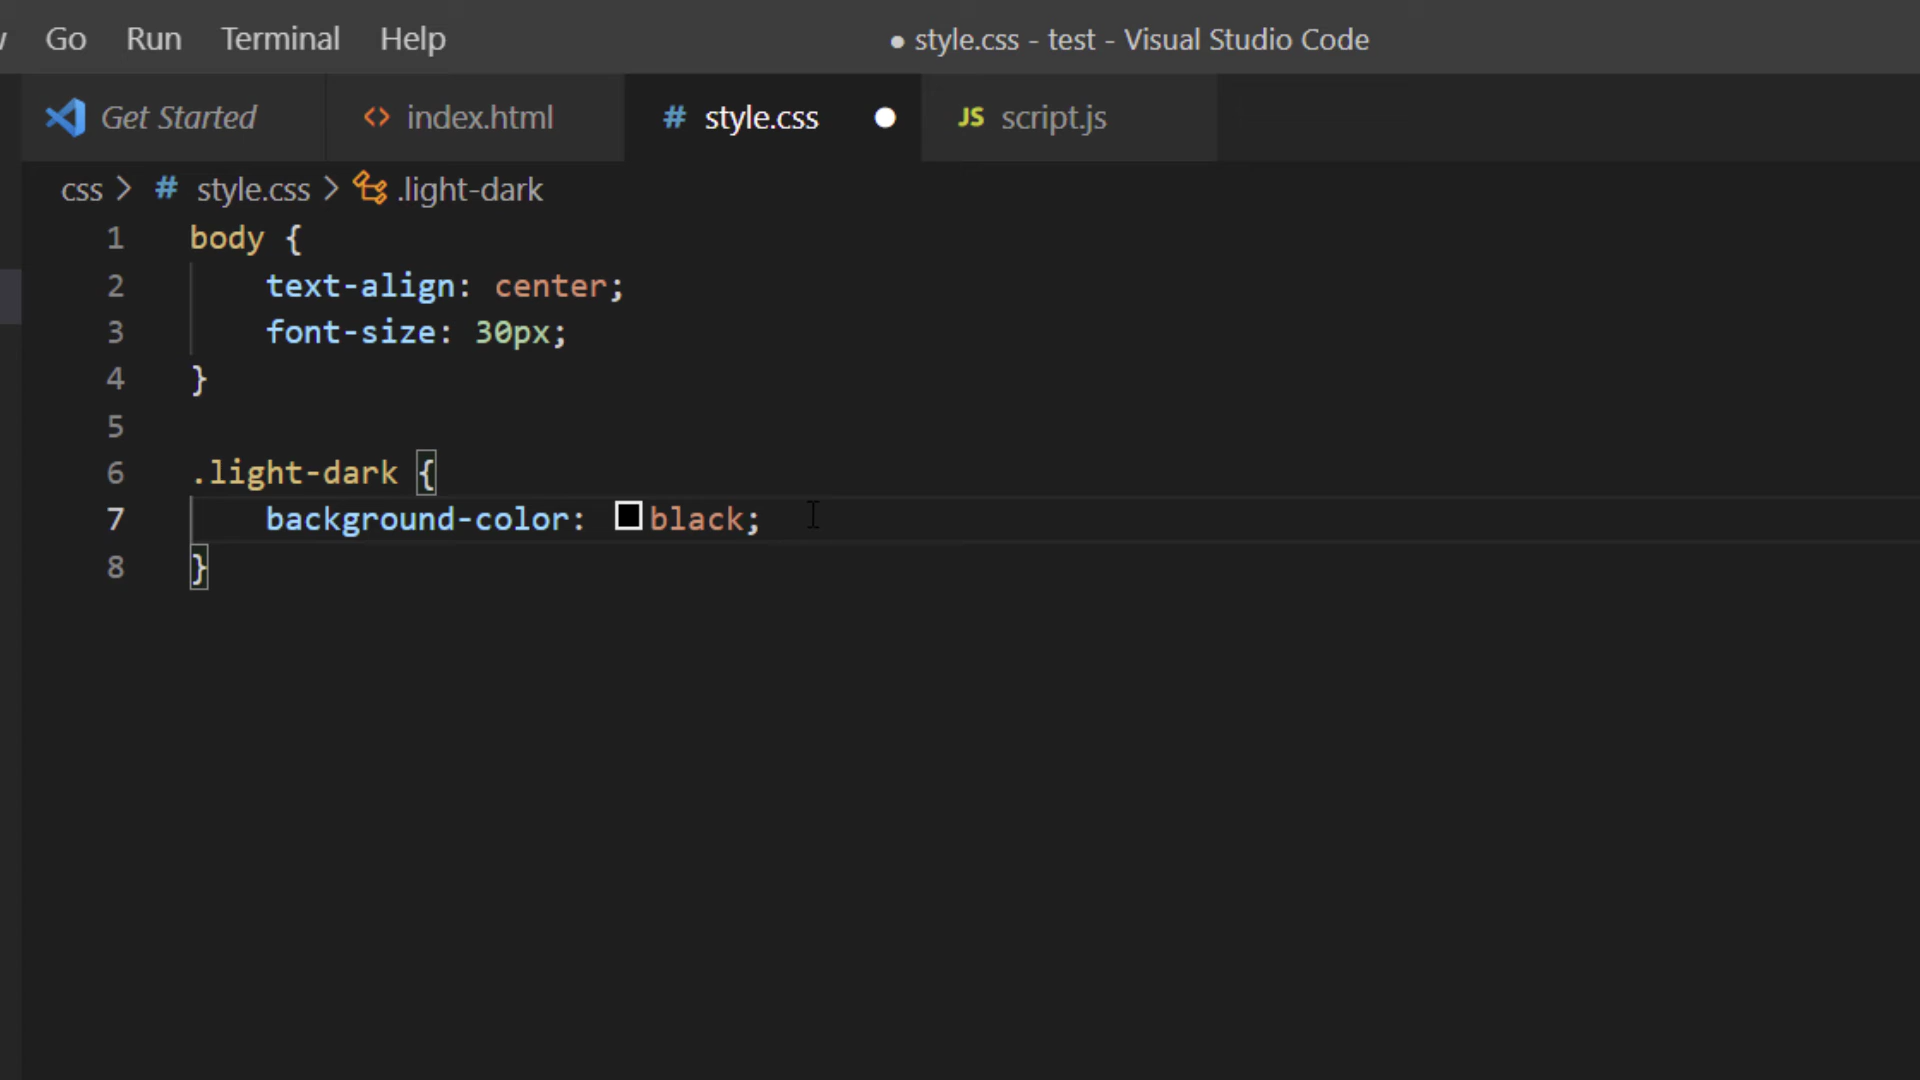 Go Run Terminal Help ● style.css - test - Visual Studio Code
Get Started <> index.html # style.css ● JS script.js
css > # style.css > .light-dark
1 body {
2     text-align: center;
3     font-size: 30px;
4 }
5
6 .light-dark {
7     background-color: black;
8 }